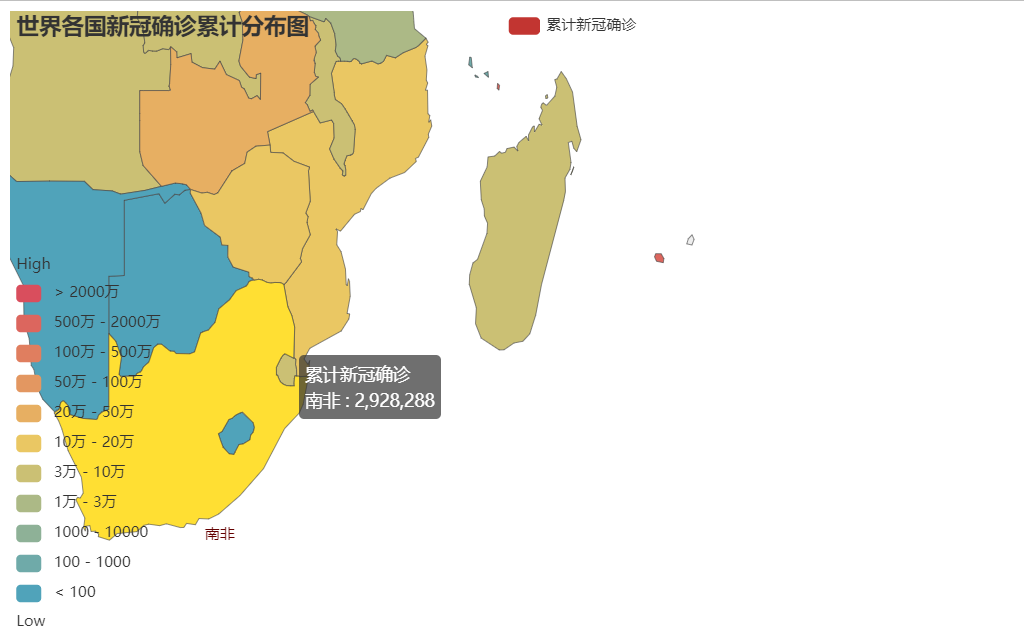 世界各国新冠确诊累计分布图
累计新冠确诊
High
> 2000万
500万 - 2000万
100万 - 500万
50万 - 100万
20万 - 50万
10万 - 20万
3万 - 10万
1万 - 3万
1000 - 10000
100 - 1000
< 100
Low
累计新冠确诊
南非 : 2,928,288
南非